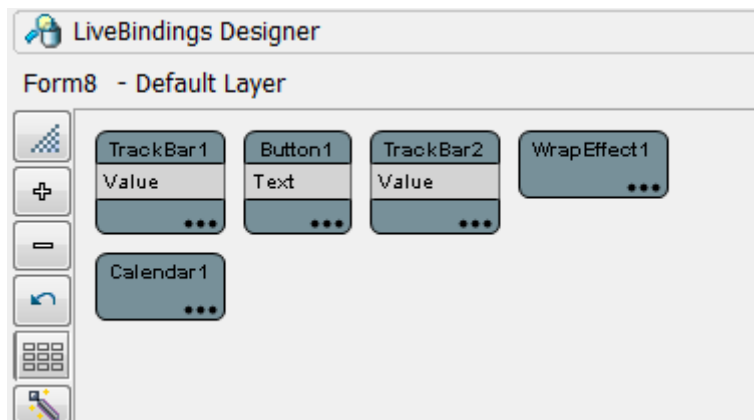 LiveBindings Designer
Form8 - Default Layer
TrackBar1 Button1 TrackBar2 WrapEffect1
Value Text Value
Calendar1